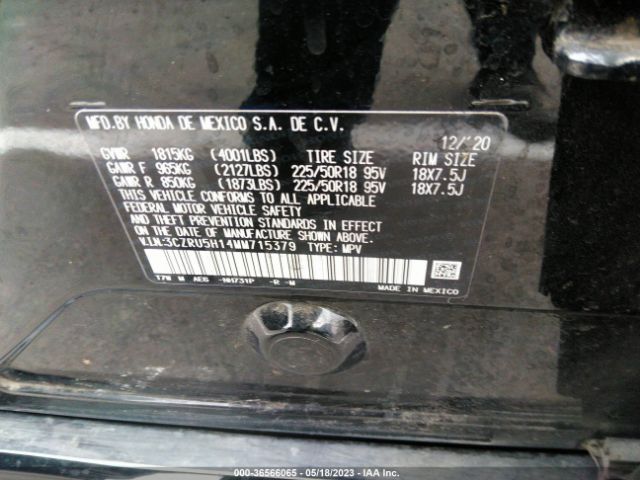 MFD.BY HONDA DE MEXICO S.A. DE C.V.
12/'20
GVWR 1815KG (4001LBS) TIRE SIZE RIM SIZE
GAWR F 965KG (2127LBS) 225/50R18 95V 18X7.5J
GAWR R 850KG (1873LBS) 225/50R18 95V 18X7.5J
THIS VEHICLE CONFORMS TO ALL APPLICABLE
FEDERAL MOTOR VEHICLE SAFETY
AND THEFT PREVENTION STANDARDS IN EFFECT
ON THE DATE OF MANUFACTURE SHOWN ABOVE.
V.I.N:3CZRU5H14MM715379 TYPE: MPV
NH731P -R -M
MADE IN MEXICO
000-36566065 - 05/18/2023 - IAA Inc.